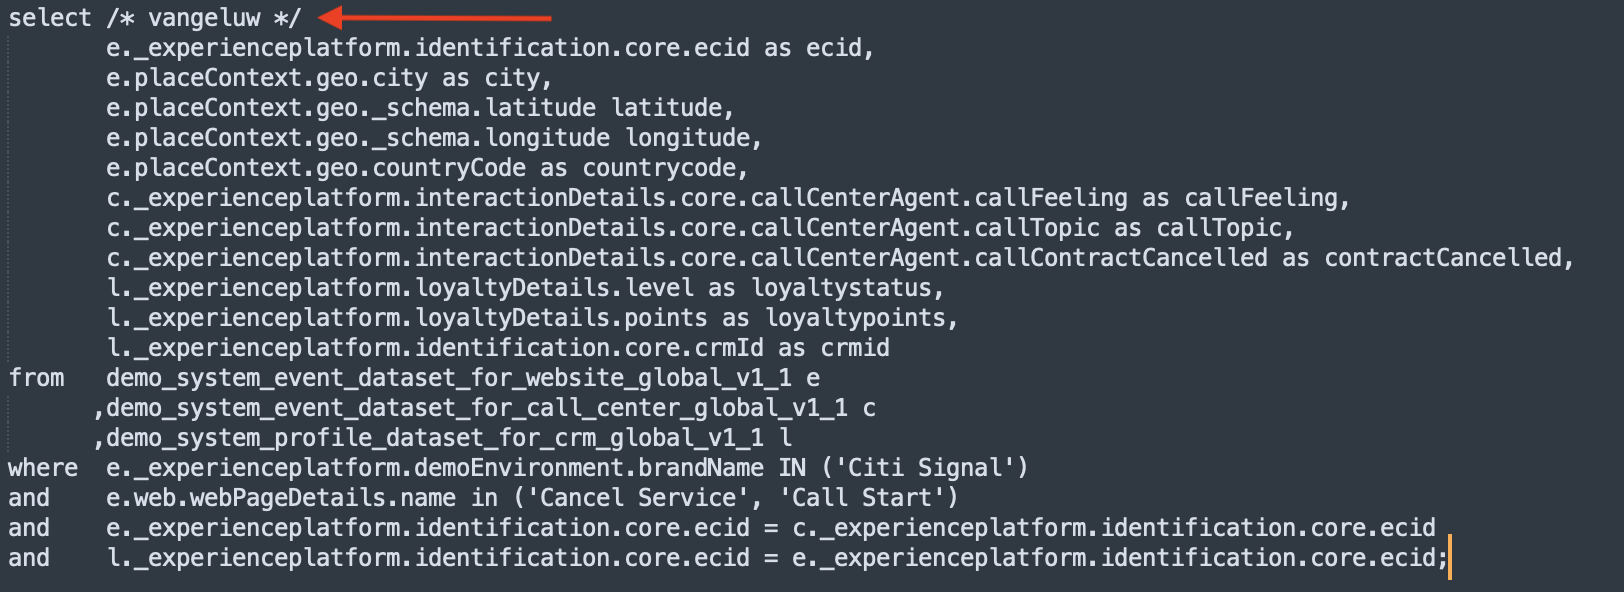 select /* vangeluw */
e._experienceplatform.identification.core.ecid as ecid,
e.placeContext.geo.city as city,
e.placeContext.geo._schema.latitude latitude,
e.placeContext.geo._schema.longitude longitude,
e.placeContext.geo.countryCode as countrycode,
c._experienceplatform.interactionDetails.core.callCenterAgent.callFeeling as callFeeling,
c._experienceplatform.interactionDetails.core.callCenterAgent.callTopic as callTopic,
c._experienceplatform.interactionDetails.core.callCenterAgent.callContractCancelled as contractCancelled,
l._experienceplatform.loyaltyDetails.level as loyaltystatus,
l._experienceplatform.loyaltyDetails.points as loyaltypoints,
l._experienceplatform.identification.core.crmId as crmid
from demo_system_event_dataset_for_website_global_v1_1 e
,demo_system_event_dataset_for_call_center_global_v1_1 c
,demo_system_profile_dataset_for_crm_global_v1_1 l
where e._experienceplatform.demoEnvironment.brandName IN ('Citi Signal')
and e.web.webPageDetails.name in ('Cancel Service', 'Call Start')
and e._experienceplatform.identification.core.ecid = c._experienceplatform.identification.core.ecid
and l._experienceplatform.identification.core.ecid = e._experienceplatform.identification.core.ecid;